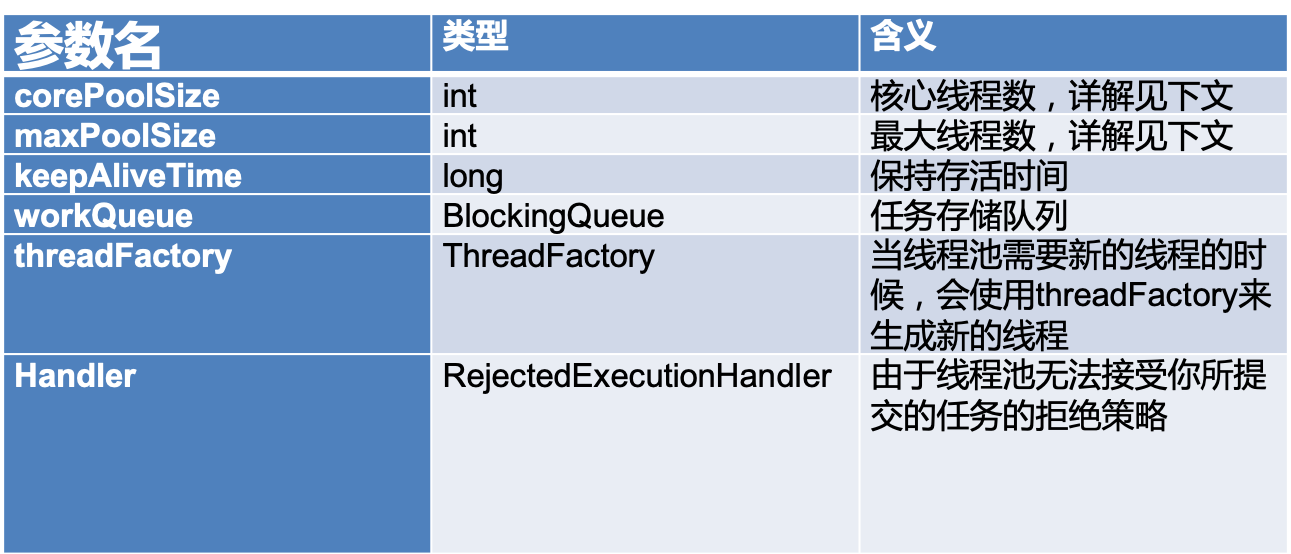 参数名 类型 含义
corePoolSize int 核心线程数，详解见下文
maxPoolSize int 最大线程数，详解见下文
keepAliveTime long 保持存活时间
workQueue BlockingQueue 任务存储队列
threadFactory ThreadFactory 当线程池需要新的线程的时
候，会使用threadFactory来
生成新的线程
Handler RejectedExecutionHandler 由于线程池无法接受你所提
交的任务的拒绝策略